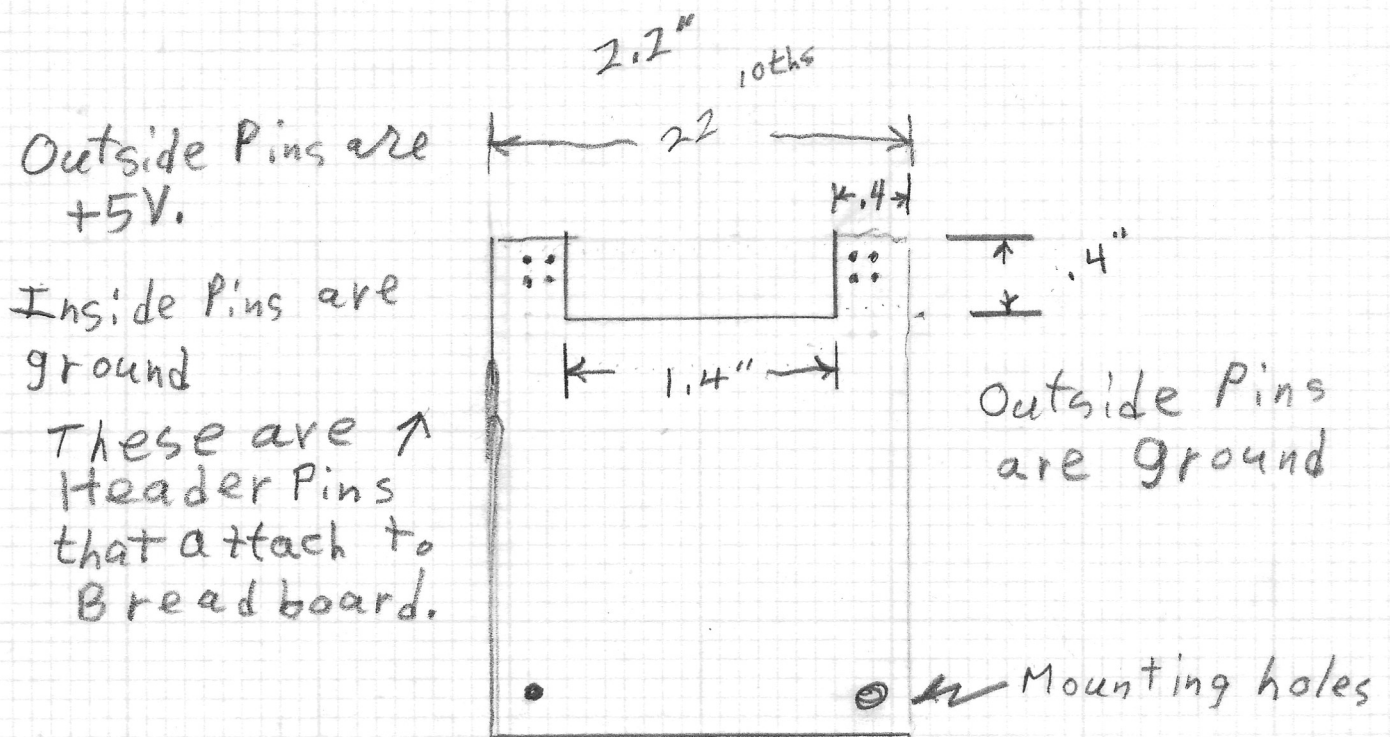 2.2"
10ths
22
Outside Pins are
+5V.
.4
.4"
Inside Pins are
ground
1.4"
These are
Header Pins
that attach to
Breadboard.
Outside Pins
are ground
Mounting holes